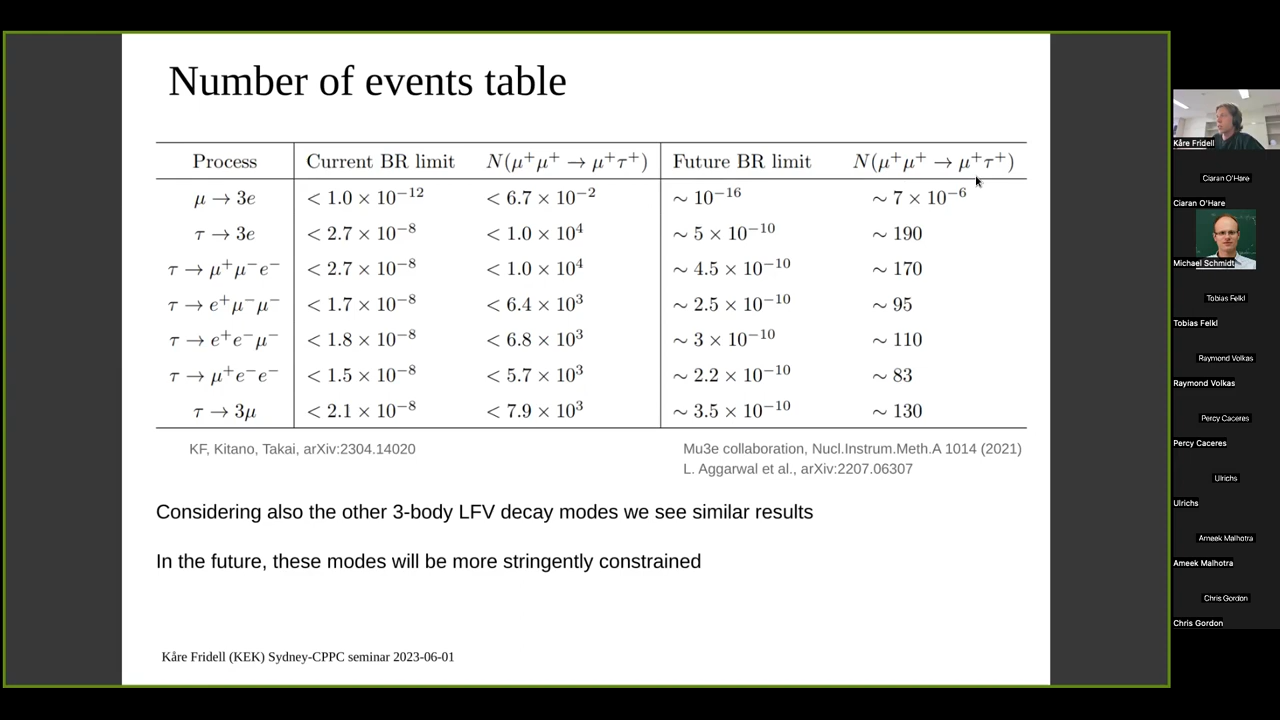 Number of events table
Process Current BR limit N(μ⁺μ⁺ → μ⁺τ⁺) Future BR limit N(μ⁺μ⁺ → μ⁺τ⁺)
μ → 3e < 1.0 × 10⁻¹² < 6.7 × 10⁻² ∼ 10⁻¹⁶ ∼ 7 × 10⁻⁶
τ → 3e < 2.7 × 10⁻⁸ < 1.0 × 10⁴ ∼ 5 × 10⁻¹⁰ ∼ 190
τ → μ⁺μ⁻e⁻ < 2.7 × 10⁻⁸ < 1.0 × 10⁴ ∼ 4.5 × 10⁻¹⁰ ∼ 170
τ → e⁺μ⁻μ⁻ < 1.7 × 10⁻⁸ < 6.4 × 10³ ∼ 2.5 × 10⁻¹⁰ ∼ 95
τ → e⁺e⁻μ⁻ < 1.8 × 10⁻⁸ < 6.8 × 10³ ∼ 3 × 10⁻¹⁰ ∼ 110
τ → μ⁺e⁻e⁻ < 1.5 × 10⁻⁸ < 5.7 × 10³ ∼ 2.2 × 10⁻¹⁰ ∼ 83
τ → 3μ < 2.1 × 10⁻⁸ < 7.9 × 10³ ∼ 3.5 × 10⁻¹⁰ ∼ 130
KF, Kitano, Takai, arXiv:2304.14020
Mu3e collaboration, Nucl.Instrum.Meth.A 1014 (2021)
L. Aggarwal et al., arXiv:2207.06307
Considering also the other 3-body LFV decay modes we see similar results
In the future, these modes will be more stringently constrained
Kåre Fridell (KEK) Sydney-CPPC seminar 2023-06-01
Kåre Fridell
Ciaran O'Hare
Ciaran O'Hare
Michael Schmidt
Tobias Felkl
Tobias Felkl
Raymond Volkas
Raymond Volkas
Percy Caceres
Percy Caceres
Ulrichs
Ulrichs
Ameek Malhotra
Ameek Malhotra
Chris Gordon
Chris Gordon